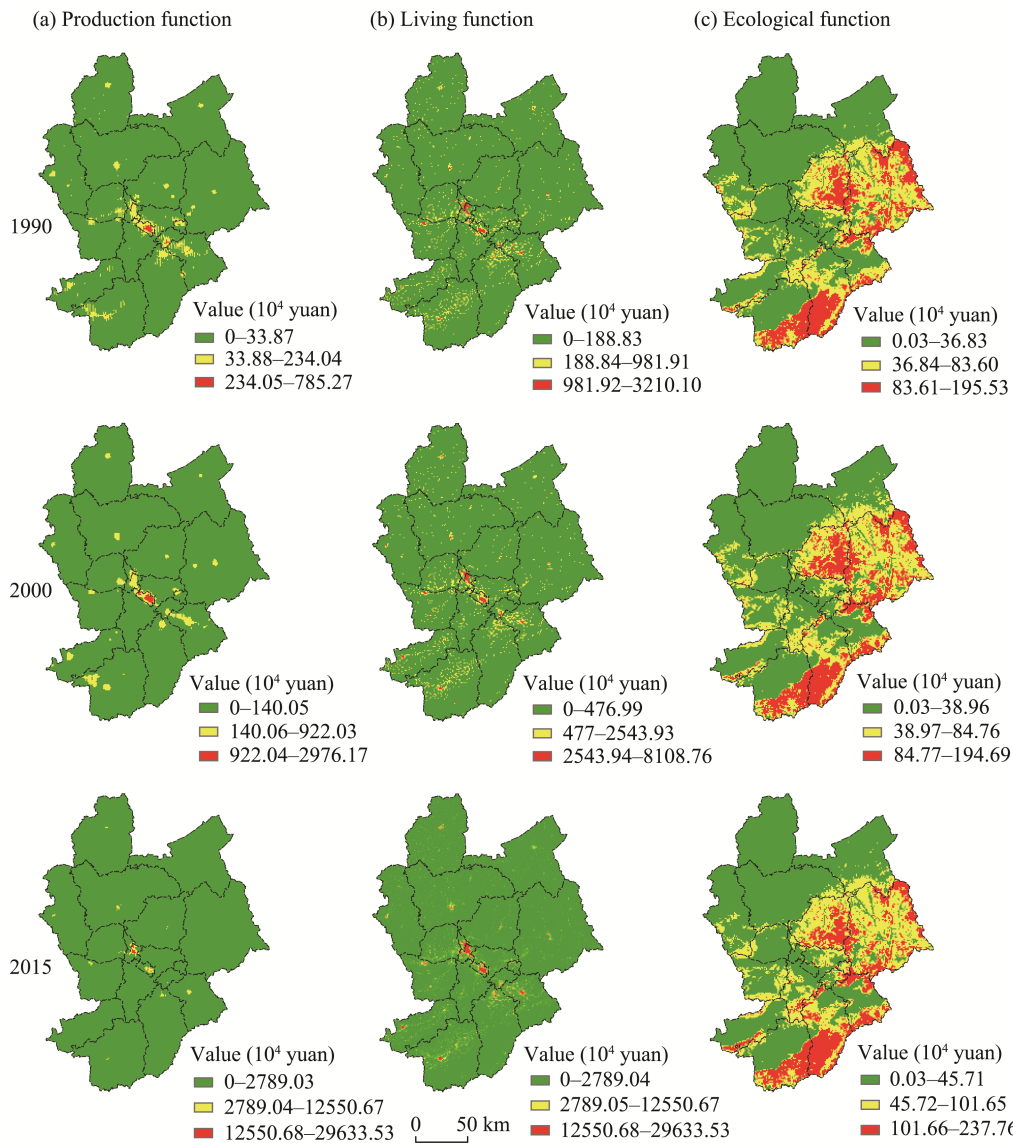 (a) Production function
(b) Living function
(c) Ecological function
1990
Value (10⁴ yuan)
0–33.87
33.88–234.04
234.05–785.27
Value (10⁴ yuan)
0–188.83
188.84–981.91
981.92–3210.10
Value (10⁴ yuan)
0.03–36.83
36.84–83.60
83.61–195.53
2000
Value (10⁴ yuan)
0–140.05
140.06–922.03
922.04–2976.17
Value (10⁴ yuan)
0–476.99
477–2543.93
2543.94–8108.76
Value (10⁴ yuan)
0.03–38.96
38.97–84.76
84.77–194.69
2015
Value (10⁴ yuan)
0–2789.03
2789.04–12550.67
12550.68–29633.53
0 50 km
Value (10⁴ yuan)
0–2789.04
2789.05–12550.67
12550.68–29633.53
Value (10⁴ yuan)
0.03–45.71
45.72–101.65
101.66–237.76